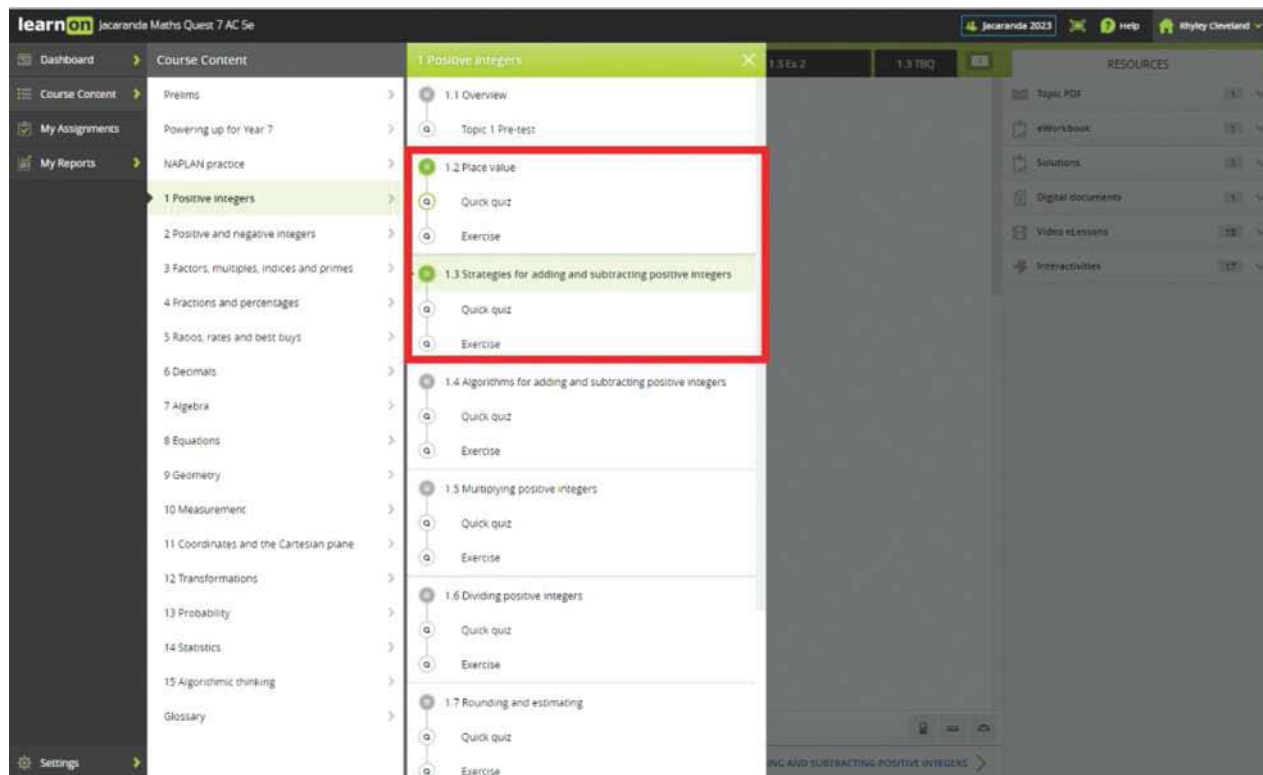 learnon Jacaranda Maths Quest 7 AC 5e
Jacaranda 2023
Help
Rhyley Cleveland
Dashboard
Course Content
My Assignments
My Reports
Settings
Course Content
Prelims
Powering up for Year 7
NAPLAN practice
1 Positive integers
2 Positive and negative integers
3 Factors, multiples, indices and primes
4 Fractions and percentages
5 Ratios, rates and best buys
6 Decimals
7 Algebra
8 Equations
9 Geometry
10 Measurement
11 Coordinates and the Cartesian plane
12 Transformations
13 Probability
14 Statistics
15 Algorithmic thinking
Glossary
1 Positive integers
1.1 Overview
Q Topic 1 Pre-test
1.2 Place value
Q Quick quiz
Q Exercise
1.3 Strategies for adding and subtracting positive integers
Q Quick quiz
Q Exercise
1.4 Algorithms for adding and subtracting positive integers
Q Quick quiz
Q Exercise
1.5 Multiplying positive integers
Q Quick quiz
Q Exercise
1.6 Dividing positive integers
Q Quick quiz
Q Exercise
1.7 Rounding and estimating
Q Quick quiz
Q Exercise
1.3 Ex 2
1.3 TBQ
RESOURCES
Topic PDF
eWorkbook
Solutions
Digital documents
Video eLessons
Interactivities
AND SUBTRACTING POSITIVE INTEGERS